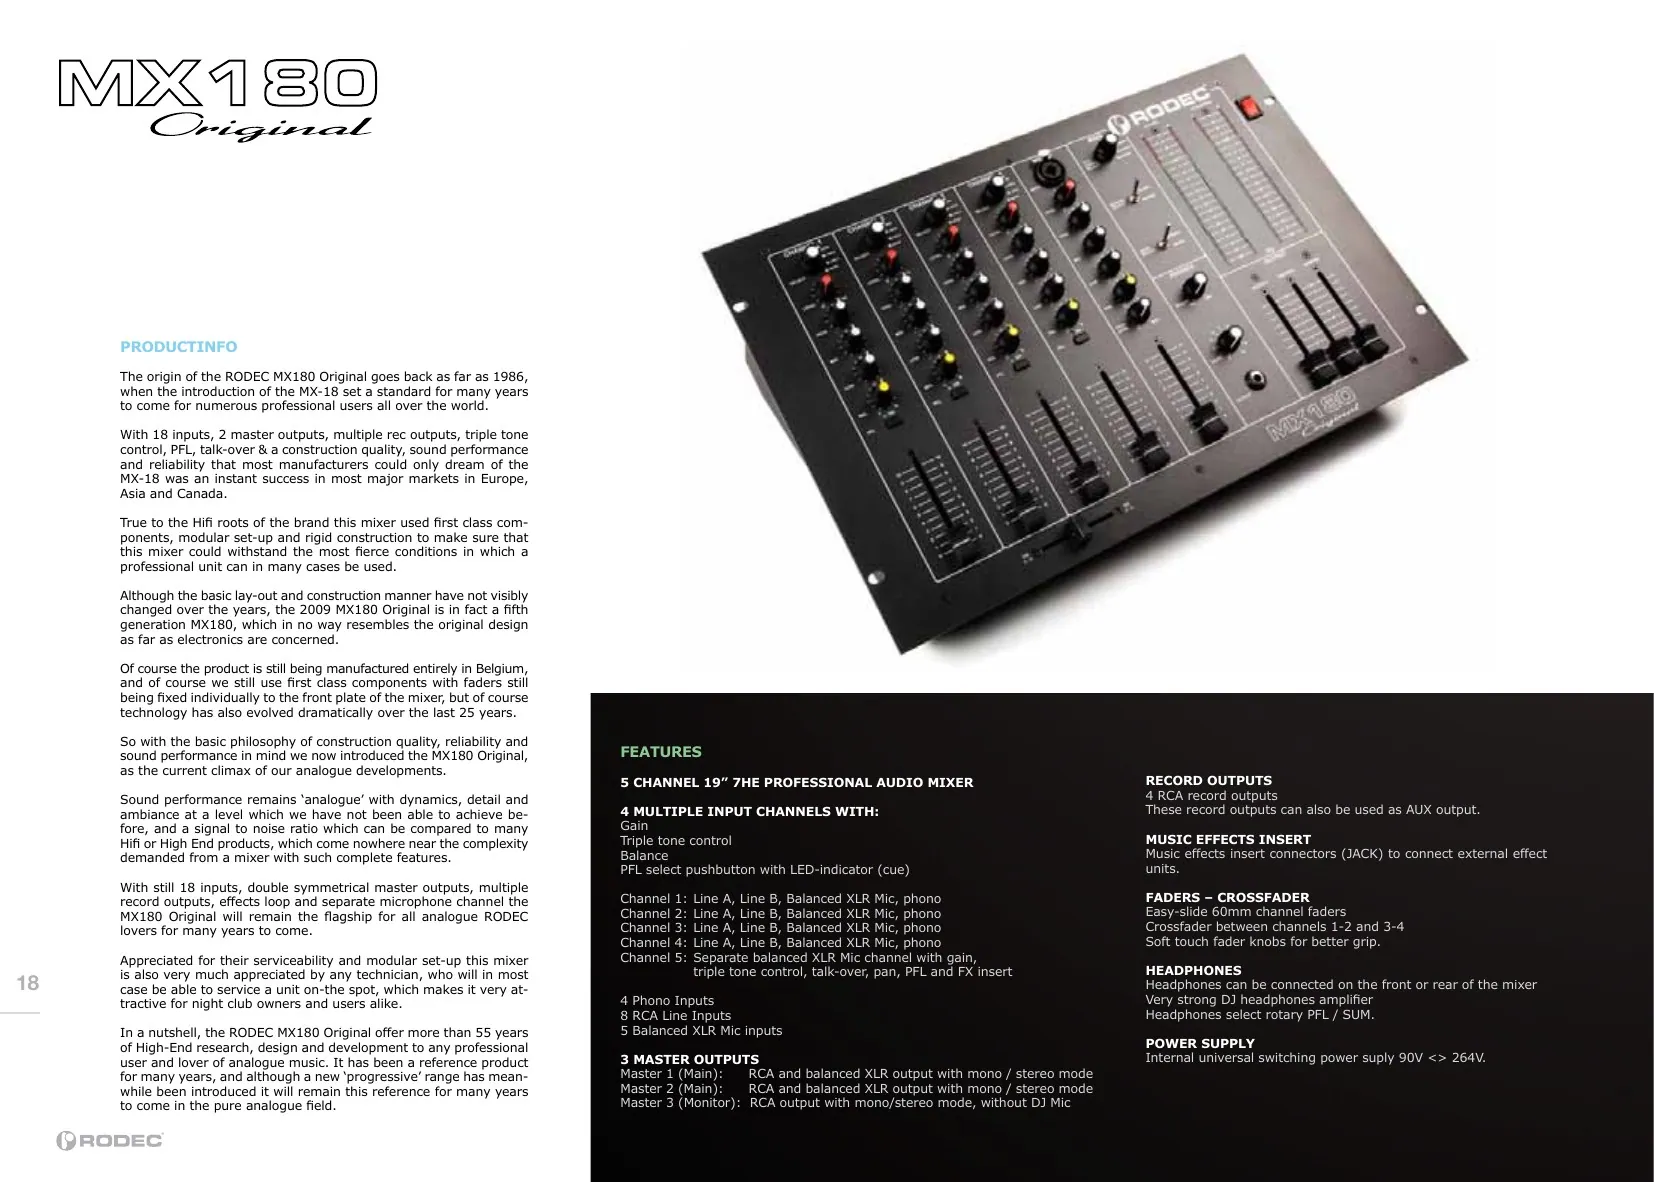 MX180
Original
PRODUCTINFO
The origin of the RODEC MX180 Original goes back as far as 1986,
when the introduction of the MX-18 set a standard for many years
to come for numerous professional users all over the world.
With 18 inputs, 2 master outputs, multiple rec outputs, triple tone
control, PFL, talk-over & a construction quality, sound performance
and reliability that most manufacturers could only dream of the
MX-18 was an instant success in most major markets in Europe,
Asia and Canada.
True to the Hifi roots of the brand this mixer used first class com-
ponents, modular set-up and rigid construction to make sure that
this mixer could withstand the most fierce conditions in which a
professional unit can in many cases be used.
Although the basic lay-out and construction manner have not visibly
changed over the years, the 2009 MX180 Original is in fact a fifth
generation MX180, which in no way resembles the original design
as far as electronics are concerned.
Of course the product is still being manufactured entirely in Belgium,
and of course we still use first class components with faders still
being fixed individually to the front plate of the mixer, but of course
technology has also evolved dramatically over the last 25 years.
So with the basic philosophy of construction quality, reliability and
sound performance in mind we now introduced the MX180 Original,
as the current climax of our analogue developments.
Sound performance remains ‘analogue’ with dynamics, detail and
ambiance at a level which we have not been able to achieve be-
fore, and a signal to noise ratio which can be compared to many
Hifi or High End products, which come nowhere near the complexity
demanded from a mixer with such complete features.
With still 18 inputs, double symmetrical master outputs, multiple
record outputs, effects loop and separate microphone channel the
MX180 Original will remain the flagship for all analogue RODEC
lovers for many years to come.
Appreciated for their serviceability and modular set-up this mixer
is also very much appreciated by any technician, who will in most
case be able to service a unit on-the spot, which makes it very at-
tractive for night club owners and users alike.
In a nutshell, the RODEC MX180 Original offer more than 55 years
of High-End research, design and development to any professional
user and lover of analogue music. It has been a reference product
for many years, and although a new ‘progressive’ range has mean-
while been introduced it will remain this reference for many years
to come in the pure analogue field.
18
RODEC
RODEC
MX180
Original
FEATURES
5 CHANNEL 19” 7HE PROFESSIONAL AUDIO MIXER
4 MULTIPLE INPUT CHANNELS WITH:
Gain
Triple tone control
Balance
PFL select pushbutton with LED-indicator (cue)
Channel 1: Line A, Line B, Balanced XLR Mic, phono
Channel 2: Line A, Line B, Balanced XLR Mic, phono
Channel 3: Line A, Line B, Balanced XLR Mic, phono
Channel 4: Line A, Line B, Balanced XLR Mic, phono
Channel 5: Separate balanced XLR Mic channel with gain,
triple tone control, talk-over, pan, PFL and FX insert
4 Phono Inputs
8 RCA Line Inputs
5 Balanced XLR Mic inputs
3 MASTER OUTPUTS
Master 1 (Main): RCA and balanced XLR output with mono / stereo mode
Master 2 (Main): RCA and balanced XLR output with mono / stereo mode
Master 3 (Monitor): RCA output with mono/stereo mode, without DJ Mic
RECORD OUTPUTS
4 RCA record outputs
These record outputs can also be used as AUX output.
MUSIC EFFECTS INSERT
Music effects insert connectors (JACK) to connect external effect
units.
FADERS – CROSSFADER
Easy-slide 60mm channel faders
Crossfader between channels 1-2 and 3-4
Soft touch fader knobs for better grip.
HEADPHONES
Headphones can be connected on the front or rear of the mixer
Very strong DJ headphones amplifier
Headphones select rotary PFL / SUM.
POWER SUPPLY
Internal universal switching power suply 90V <> 264V.